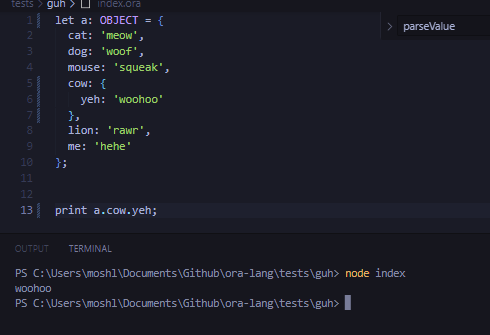 tests > guh > index.ora
parseValue
1 let a: OBJECT = {
2 cat: 'meow',
3 dog: 'woof',
4 mouse: 'squeak',
5 cow: {
6 yeh: 'woohoo'
7 },
8 lion: 'rawr',
9 me: 'hehe'
10 };
11
12
13 print a.cow.yeh;
OUTPUT TERMINAL
PS C:\Users\moshl\Documents\Github\ora-lang\tests\guh> node index
woohoo
PS C:\Users\moshl\Documents\Github\ora-lang\tests\guh>